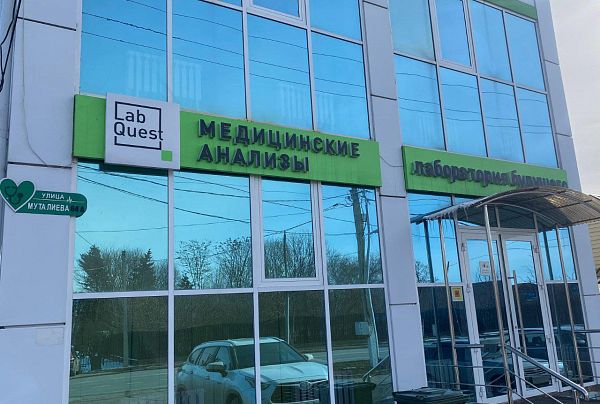 Lab
Quest
МЕДИЦИНСКИЕ
АНАЛИЗЫ
лаборатория будущего
УЛИЦА
МУТАЛИЕВА